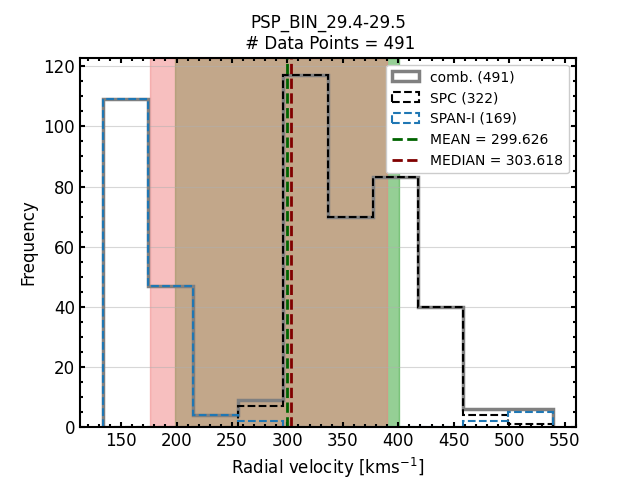 PSP_BIN_29.4-29.5
# Data Points = 491
120
100
80
60
40
20
0
Frequency
comb. (491)
SPC (322)
SPAN-I (169)
MEAN = 299.626
MEDIAN = 303.618
150 200 250 300 350 400 450 500 550
Radial velocity [kms⁻¹]